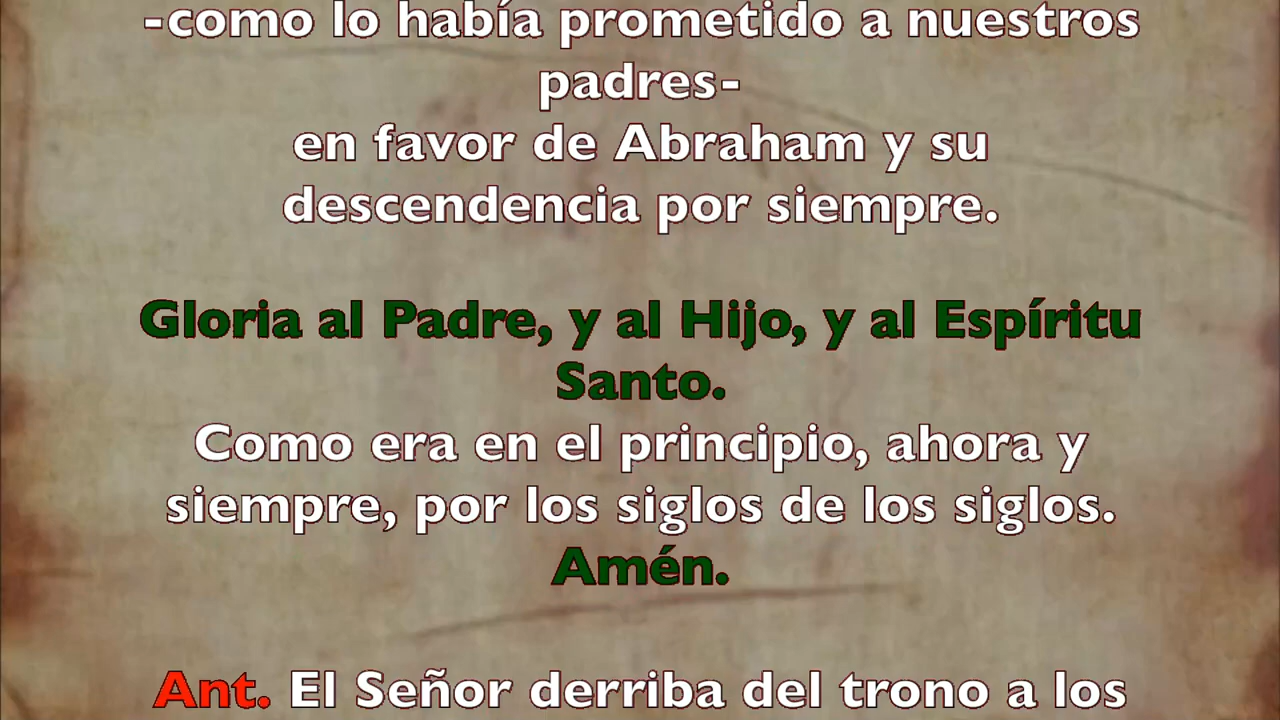 -como lo había prometido a nuestros
padres-
en favor de Abraham y su
descendencia por siempre.
Gloria al Padre, y al Hijo, y al Espíritu
Santo.
Como era en el principio, ahora y
siempre, por los siglos de los siglos.
Amén.
Ant. El Señor derriba del trono a los